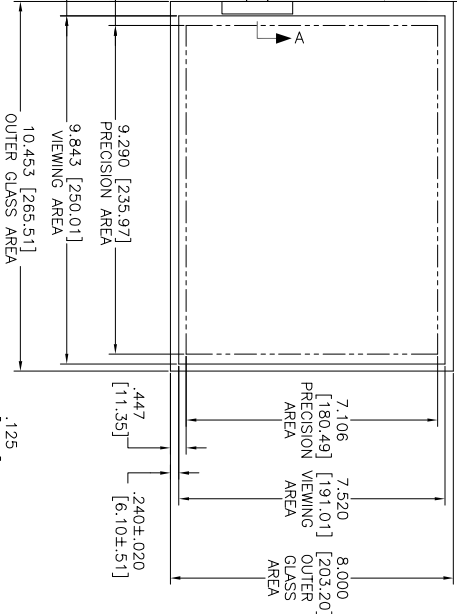 A
9.290 [235.97]
PRECISION AREA
9.843 [250.01]
VIEWING AREA
10.453 [265.51]
OUTER GLASS AREA
7.106
[180.49]
PRECISION
AREA
7.520
[191.01]
VIEWING
AREA
8.000
[203.20]
OUTER
GLASS
AREA
.447
[11.35]
.240±.020
[6.10±.51]
.125